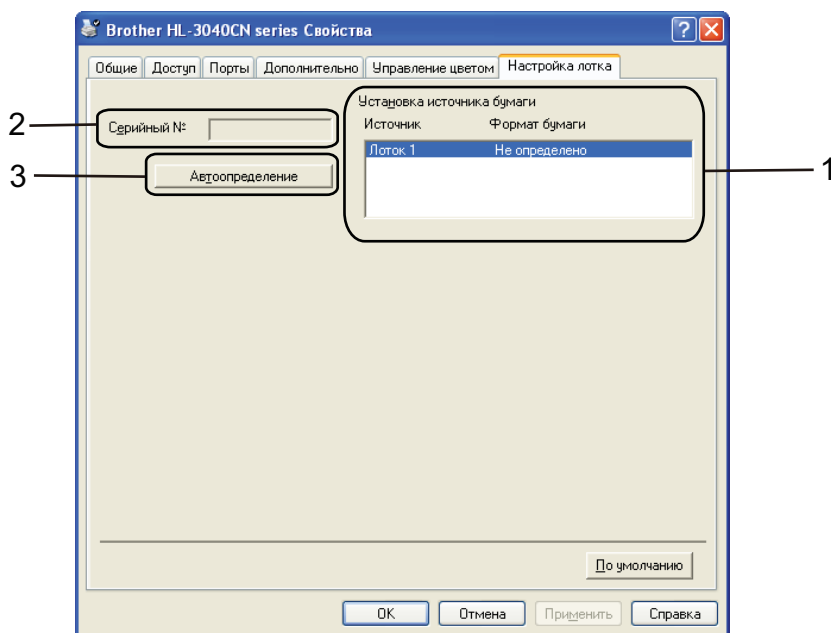 Brother HL-3040CN series Свойства
Общие Доступ Порты Дополнительно Управление цветом Настройка лотка
2
Серийный №
3
Автоопределение
Установка источника бумаги
Источник Формат бумаги
Лоток 1 Не определено
1
По умолчанию
OK Отмена Применить Справка